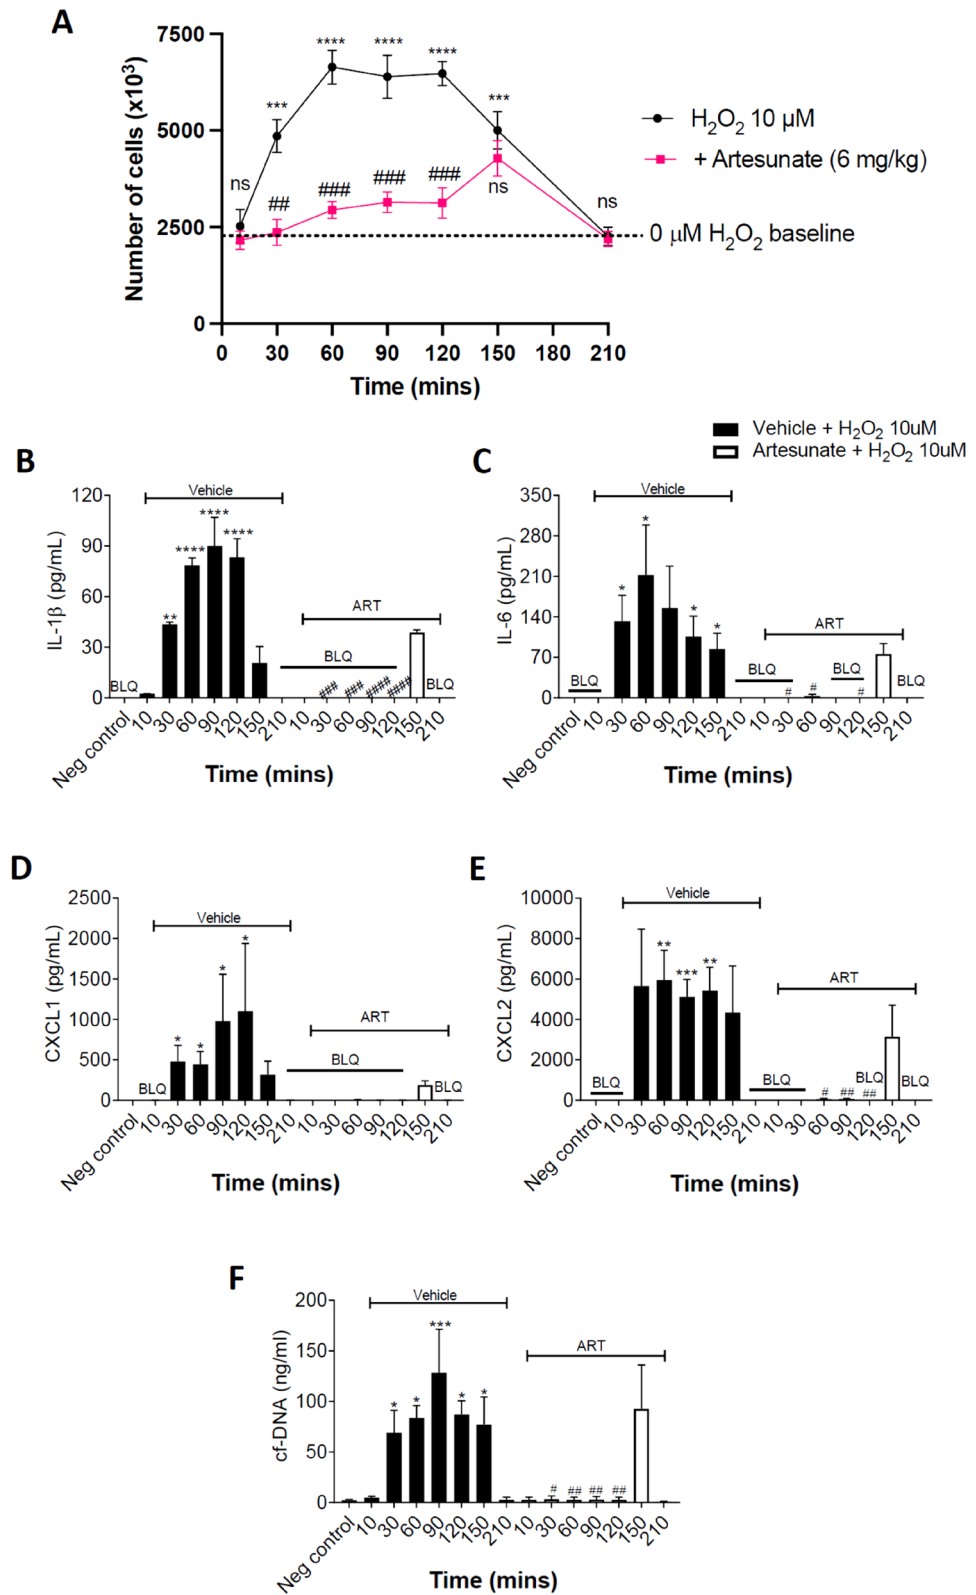 A
7500
5000
2500
0
Number of cells (x10³)
ns
***
****
****
****
***
ns
##
###
###
###
ns
H₂O₂ 10 µM
+ Artesunate (6 mg/kg)
0 µM H₂O₂ baseline
0 30 60 90 120 150 180 210
Time (mins)
Vehicle + H₂O₂ 10uM
Artesunate + H₂O₂ 10uM
B
120
90
60
30
0
IL-1β (pg/mL)
Vehicle
ART
BLQ
BLQ
BLQ
** **** **** ****
### ### #### ####
Neg control 10 30 60 90 120 150 210 10 30 60 90 120 150 210
Time (mins)
C
350
280
210
140
70
0
IL-6 (pg/mL)
Vehicle
ART
BLQ
BLQ
BLQ
BLQ
* * * *
# # #
Neg control 10 30 60 90 120 150 210 10 30 60 90 120 150 210
Time (mins)
D
2500
2000
1500
1000
500
0
CXCL1 (pg/mL)
Vehicle
ART
BLQ
BLQ
BLQ
* * * *
Neg control 10 30 60 90 120 150 210 10 30 60 90 120 150 210
Time (mins)
E
10000
8000
6000
4000
2000
0
CXCL2 (pg/mL)
Vehicle
ART
BLQ
BLQ
BLQ
BLQ
** *** **
# ## ##
Neg control 10 30 60 90 120 150 210 10 30 60 90 120 150 210
Time (mins)
F
200
150
100
50
0
cf-DNA (ng/ml)
Vehicle
ART
* * *** * *
# ## ## ##
Neg control 10 30 60 90 120 150 210 10 30 60 90 120 150 210
Time (mins)